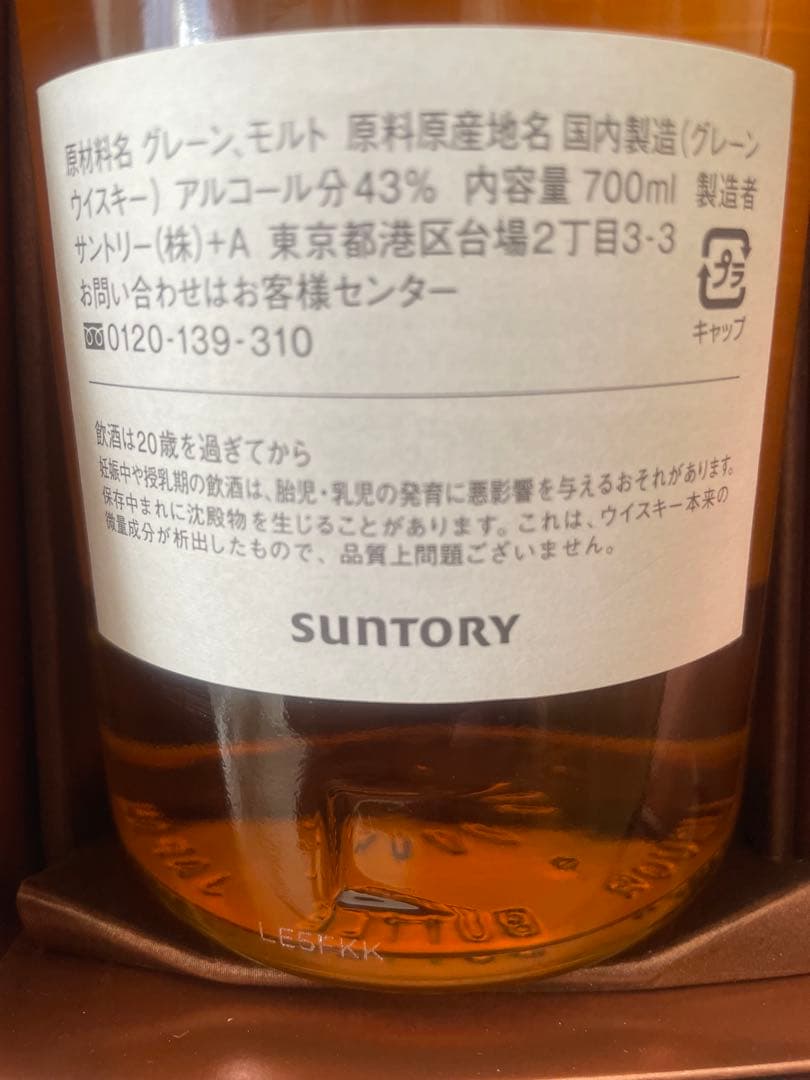 原材料名 グレーン、モルト 原料原産地名 国内製造(グレーン
ウイスキー) アルコール分43% 内容量 700ml 製造者
サントリー(株)+A 東京都港区台場2丁目3-3
お問い合わせはお客様センター
0120-139-310
プラ
キャップ
飲酒は20歳を過ぎてから
妊娠中や授乳期の飲酒は、胎児・乳児の発育に悪影響を与えるおそれがあります。
保存中まれに沈殿物を生じることがあります。これは、ウイスキー本来の
微量成分が析出したもので、品質上問題ございません。
SUNTORY